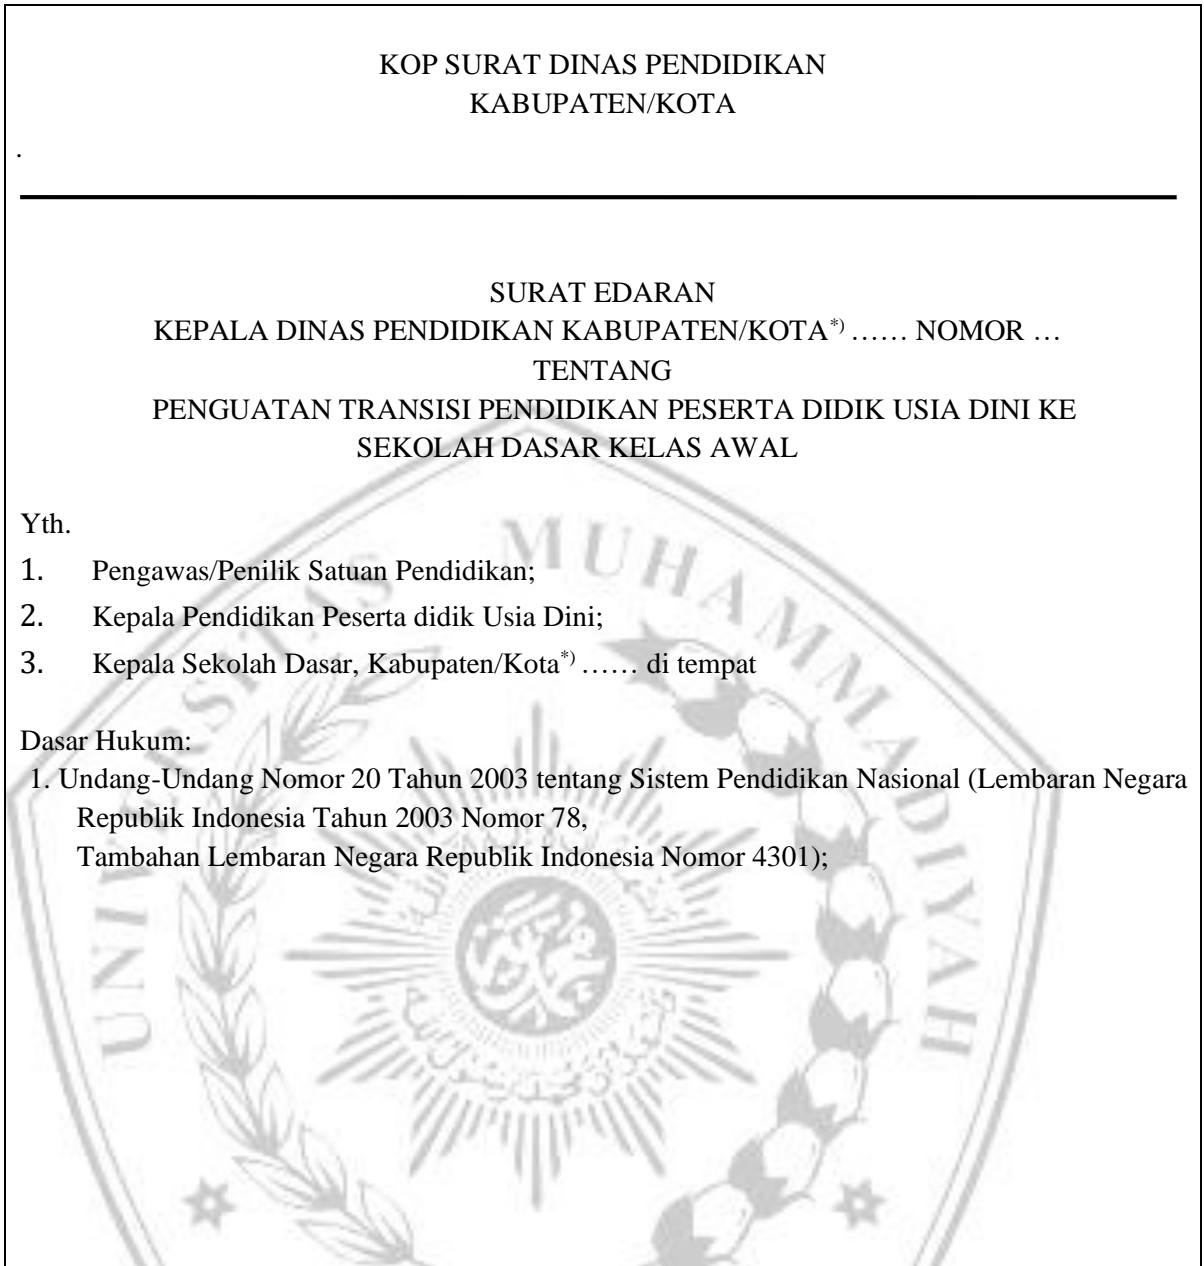 KOP SURAT DINAS PENDIDIKAN
KABUPATEN/KOTA
.
SURAT EDARAN
KEPALA DINAS PENDIDIKAN KABUPATEN/KOTA*) …… NOMOR …
TENTANG
PENGUATAN TRANSISI PENDIDIKAN PESERTA DIDIK USIA DINI KE
SEKOLAH DASAR KELAS AWAL
Yth.
1. Pengawas/Penilik Satuan Pendidikan;
2. Kepala Pendidikan Peserta didik Usia Dini;
3. Kepala Sekolah Dasar, Kabupaten/Kota*) …… di tempat
Dasar Hukum:
1. Undang-Undang Nomor 20 Tahun 2003 tentang Sistem Pendidikan Nasional (Lembaran Negara
Republik Indonesia Tahun 2003 Nomor 78,
Tambahan Lembaran Negara Republik Indonesia Nomor 4301);
UNIVERSITAS MUHAMMADIYAH